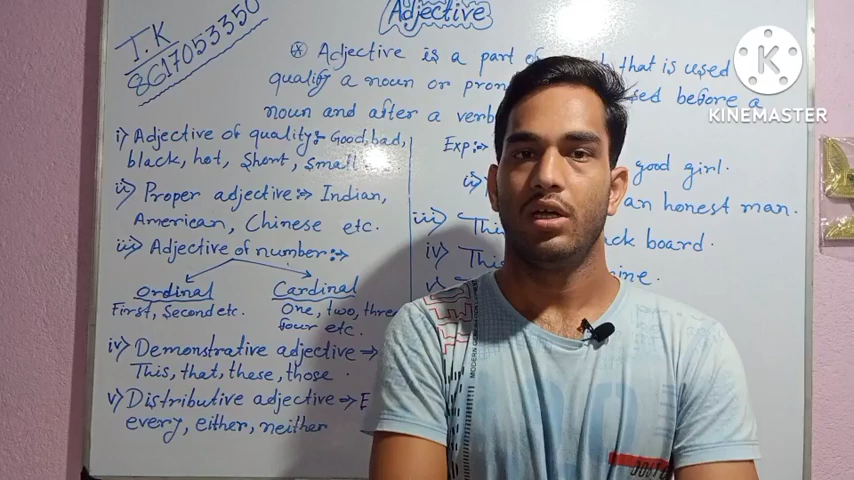 Adjective
T.K
8617053350
⊛ Adjective is a part of that is used
qualify a noun or pron
noun and after a verb used before a
i) Adjective of quality:- Good, bad,
black, hot, Short, Small
ii) Proper adjective:→ Indian,
American, Chinese etc.
iii) Adjective of number:→
Ordinal
First, Second etc.
Cardinal
One, two, three
four etc.
iv) Demonstrative adjective →
This, that, these, those.
v) Distributive adjective → E
every, either, neither
Exp:→ good girl.
ii) an honest man.
iii) This ck board.
iv) This ine.
v)
K
KINEMASTER
MODERN